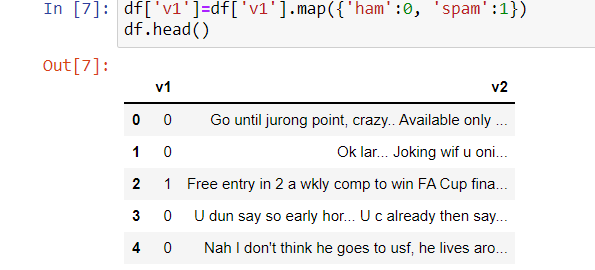 In [7]: df['v1']=df['v1'].map({'ham':0, 'spam':1})
df.head()
Out[7]:
v1 v2
0 0 Go until jurong point, crazy.. Available only ...
1 0 Ok lar... Joking wif u oni...
2 1 Free entry in 2 a wkly comp to win FA Cup fina...
3 0 U dun say so early hor... U c already then say...
4 0 Nah I don't think he goes to usf, he lives aro...